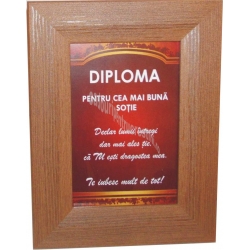 DIPLOMA
PENTRU CEA MAI BUNĂ
SOȚIE
Declar lumii întregi
dar mai ales ție,
că TU ești dragostea mea.
Te iubesc mult de tot!